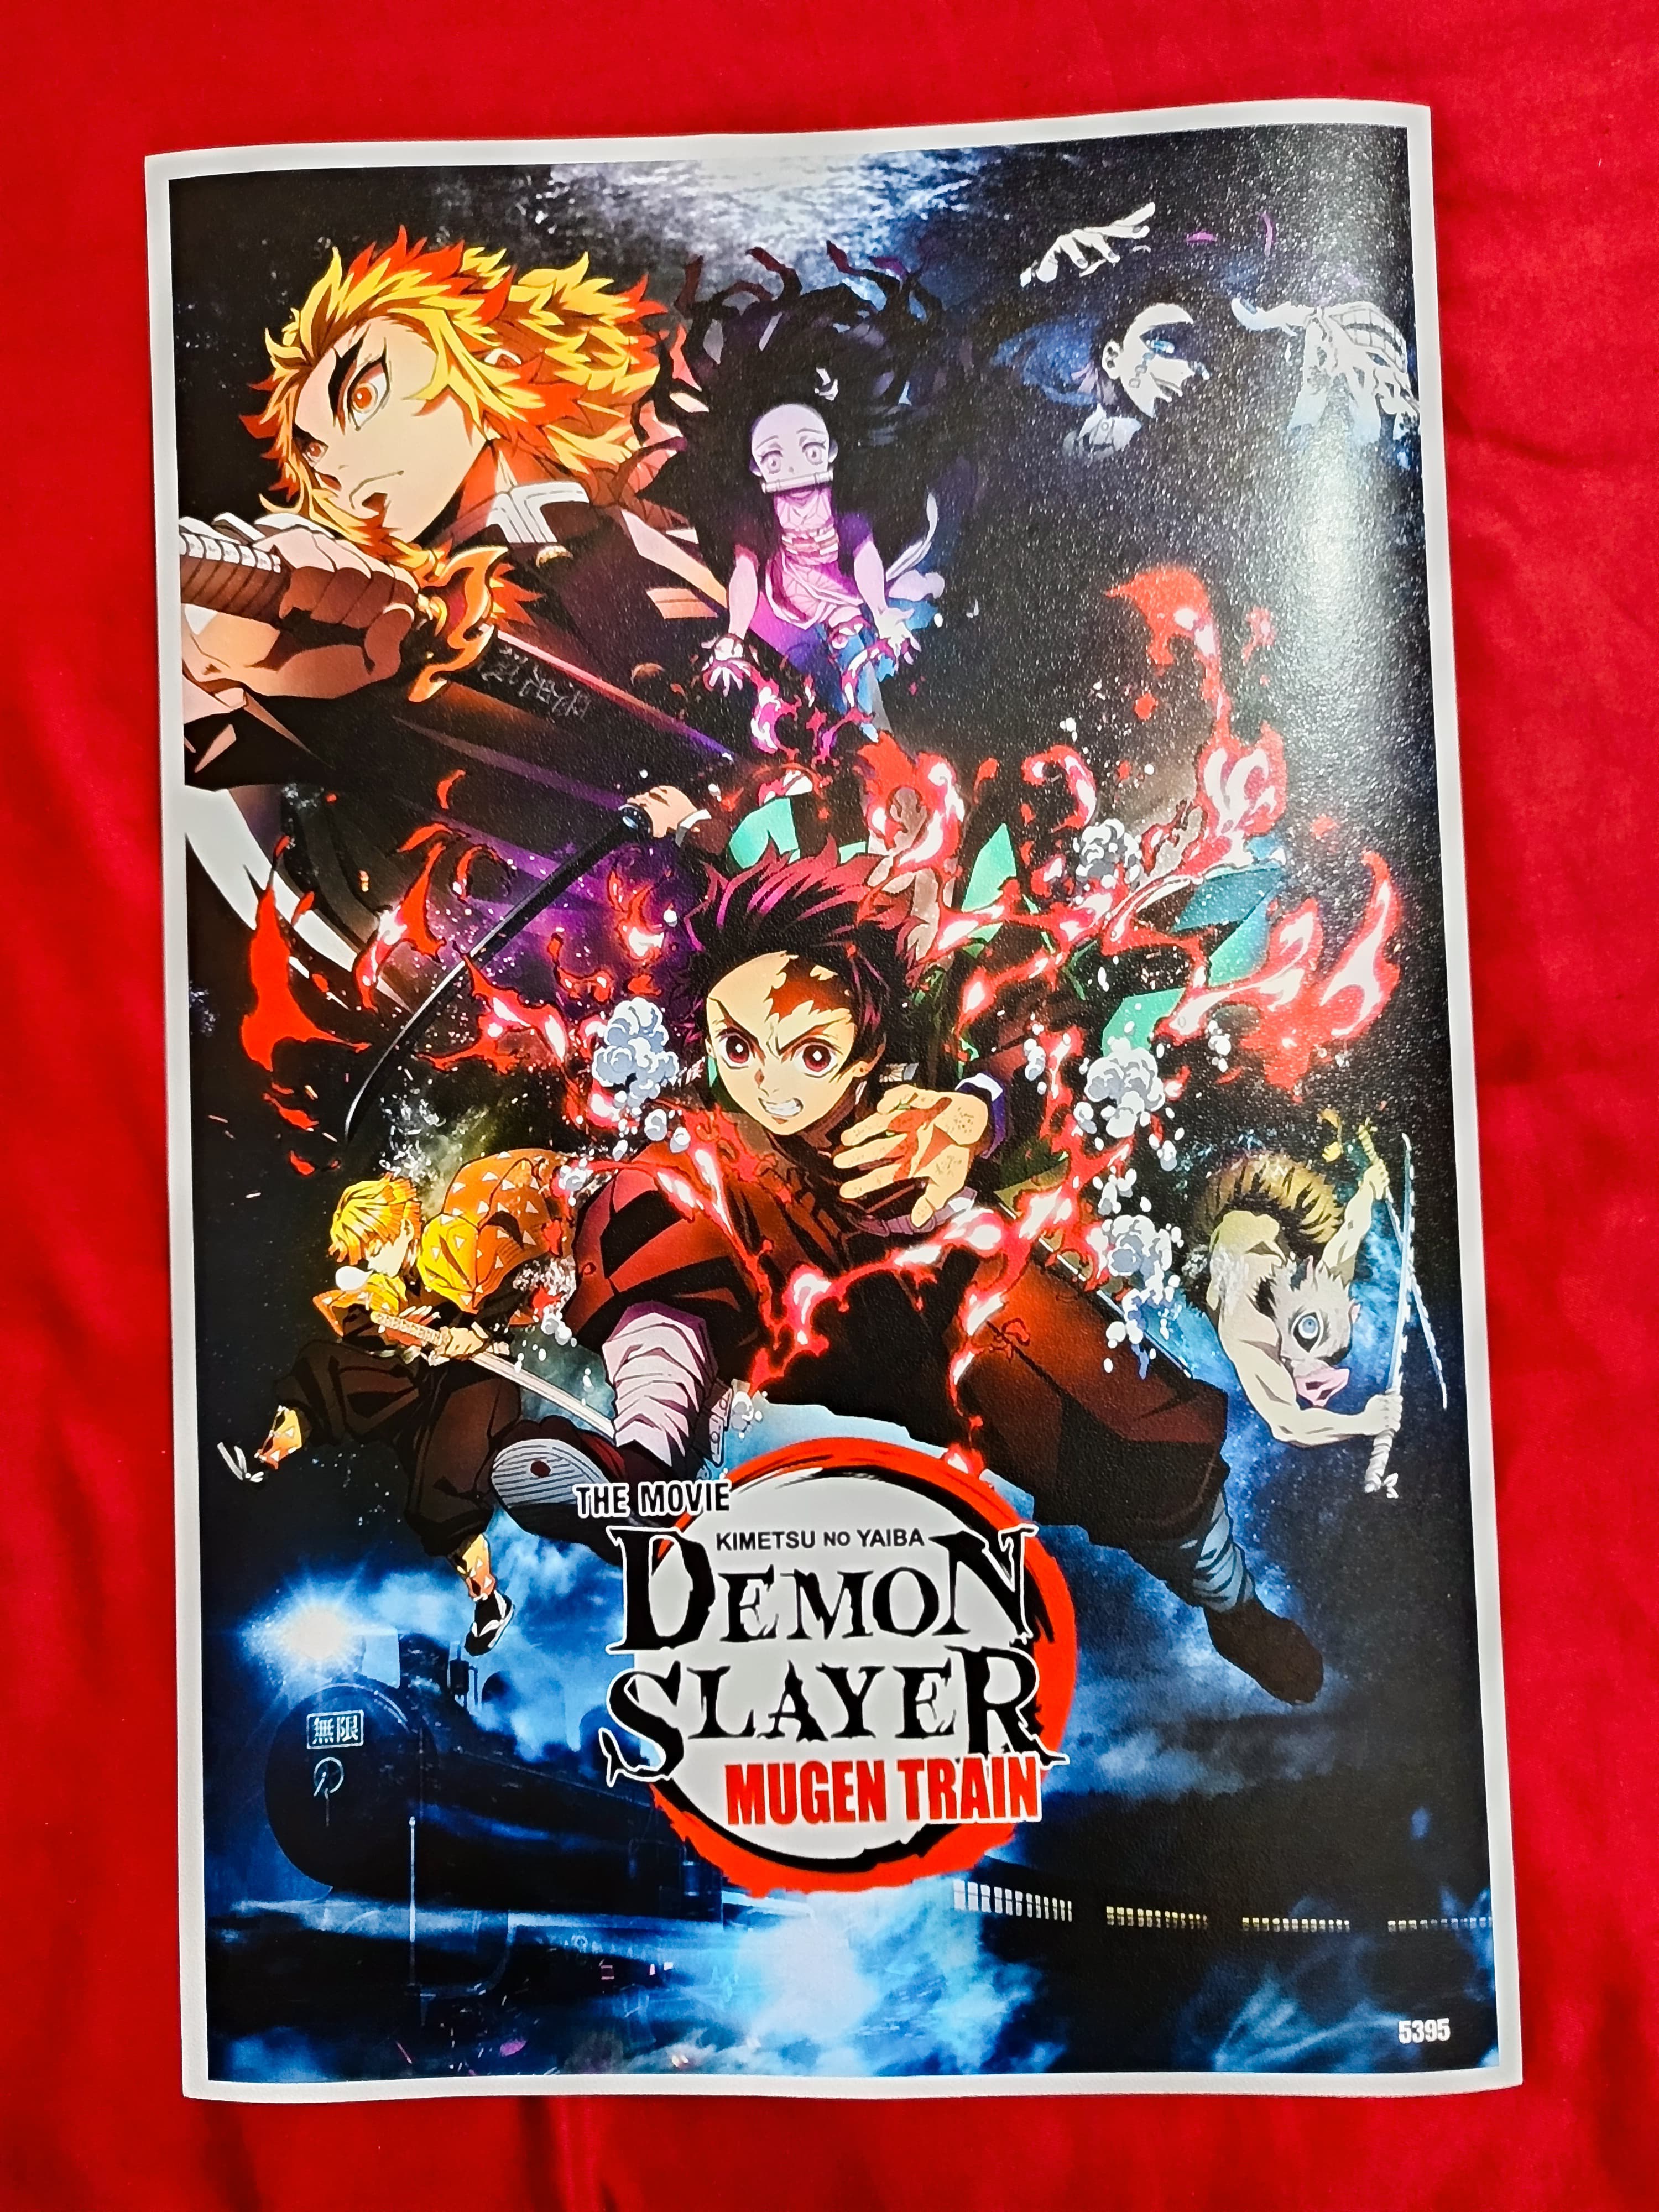 THE MOVIE
KIMETSU NO YAIBA
DEMON
SLAYER
MUGEN TRAIN
無限
5395